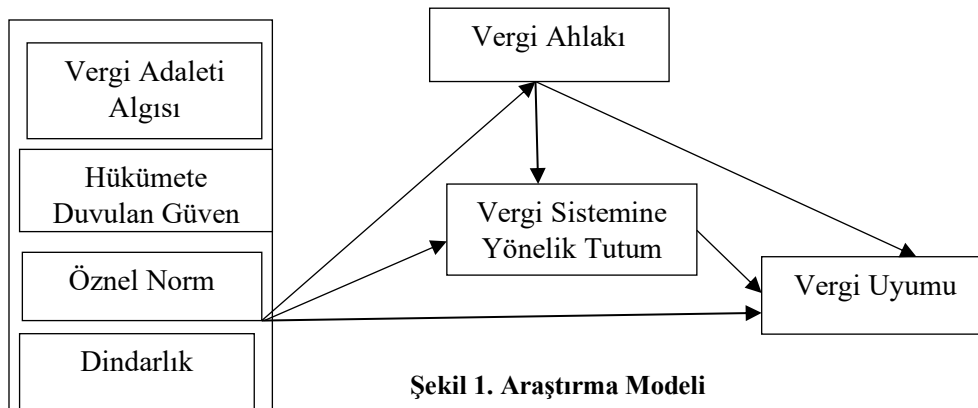 Vergi Adaleti
Algısı
Hükümete
Duvulan Güven
Öznel Norm
Dindarlık
Vergi Ahlakı
Vergi Sistemine
Yönelik Tutum
Vergi Uyumu
Şekil 1. Araştırma Modeli